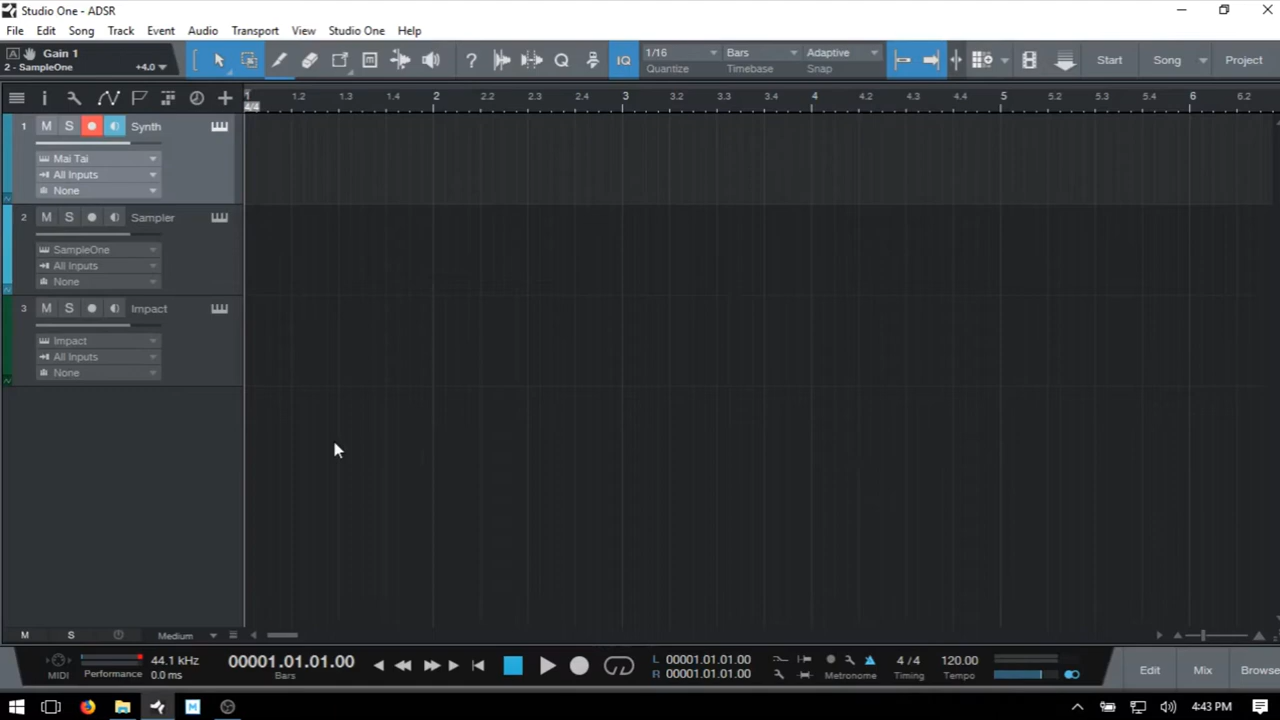 Studio One - ADSR
File Edit Song Track Event Audio Transport View Studio One Help
A Gain 1
2 - SampleOne +4.0
IQ
1/16 Bars Adaptive
Quantize Timebase Snap
Start Song Project
1 1.2 1.3 1.4 2 2.2 2.3 2.4 3 3.2 3.3 3.4 4 4.2 4.3 4.4 5 5.2 5.3 5.4 6 6.2
4/4
1 M S Synth
Mai Tai
All Inputs
None
2 M S Sampler
SampleOne
All Inputs
None
3 M S Impact
Impact
All Inputs
None
M S Medium
MIDI Performance
44.1 kHz
0.0 ms
00001.01.01.00
Bars
L 00001.01.01.00
R 00001.01.01.00
Metronome
4 / 4
Timing
120.00
Tempo
Edit Mix Browse
4:43 PM